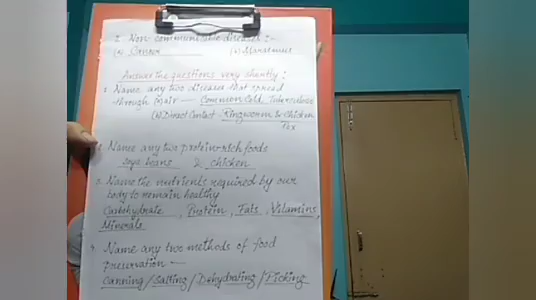 2. Non-communicable diseases :-
(a) Cancer (b) Marasmus
Answer the questions very shortly :
1. Name any two diseases that spread
through (a) air — Common Cold, Tuberculosis
(b) Direct Contact - Ringworm & Chicken
Pox
2. Name any two protein rich foods
soya beans & chicken
3. Name the nutrients required by our
body to remain healthy
Carbohydrate, Protein, Fats, Vitamins,
Minerals
4. Name any two methods of food
preservation —
Canning / Salting / Dehydrating / Picking